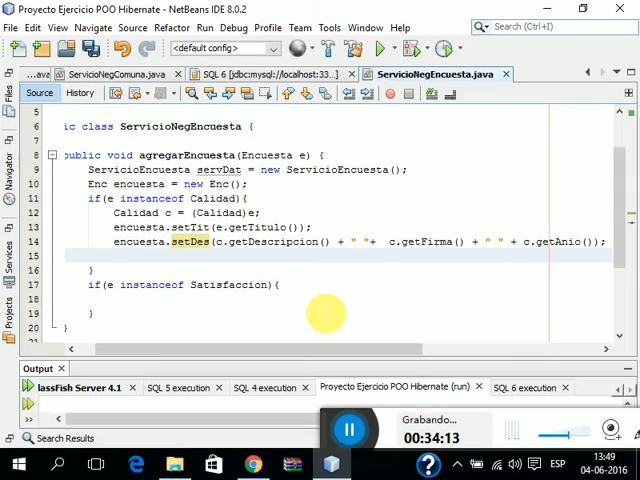 Proyecto Ejercicio POO Hibernate - NetBeans IDE 8.0.2
File Edit View Navigate Source Refactor Run Debug Profile Team Tools Window Help
Search (Ctrl+I)
<default config>
...ava ServicioNegComuna.java SQL 6 [jdbc:mysql://localhost:33... ServicioNegEncuesta.java
Source History
Files
Navigator
Services
Projects
5
6 ic class ServicioNegEncuesta {
7
8 public void agregarEncuesta(Encuesta e) {
9 ServicioEncuesta servDat = new ServicioEncuesta();
10 Enc encuesta = new Enc();
11 if(e instanceof Calidad){
12 Calidad c = (Calidad)e;
13 encuesta.setTit(e.getTitulo());
14 encuesta.setDes(c.getDescripcion() + " "+  c.getFirma() + " " + c.getAnio());
15
16 }
17 if(e instanceof Satisfaccion){
18
19 }
20 }
Output
lassFish Server 4.1 SQL 5 execution SQL 4 execution Proyecto Ejercicio POO Hibernate (run) SQL 6 execution
Search Results
Grabando...
00:34:13
ESP
13:49
04-06-2016